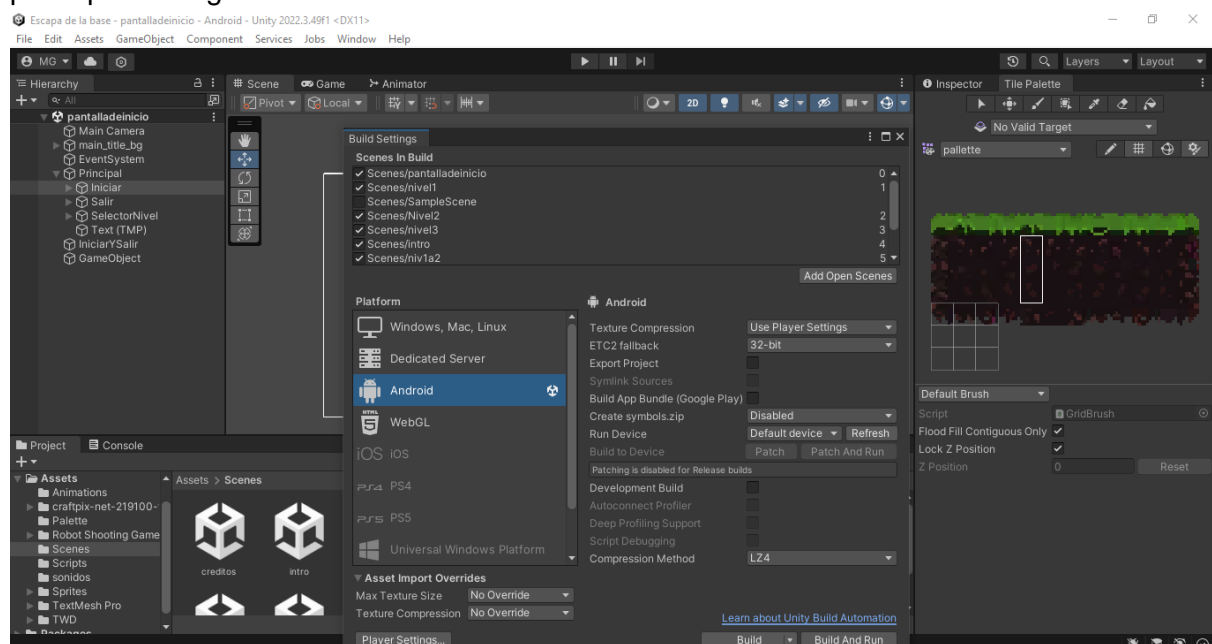 Escapa de la base - pantalladeinicio - Android - Unity 2022.3.49f1 <DX11>
File Edit Assets GameObject Component Services Jobs Window Help
MG Layers Layout
Hierarchy
All
pantalladeinicio
Main Camera
main_title_bg
EventSystem
Principal
Iniciar
Salir
SelectorNivel
Text (TMP)
IniciarYSalir
GameObject
Scene Game Animator
Pivot Local 2D
Build Settings
Scenes In Build
Scenes/pantalladeinicio 0
Scenes/nivel1 1
Scenes/SampleScene
Scenes/Nivel2 2
Scenes/nivel3 3
Scenes/intro 4
Scenes/niv1a2 5
Add Open Scenes
Platform
Windows, Mac, Linux
Dedicated Server
Android
HTML 5 WebGL
iOS iOS
PS4 PS4
PS5 PS5
Universal Windows Platform
Android
Texture Compression Use Player Settings
ETC2 fallback 32-bit
Export Project
Symlink Sources
Build App Bundle (Google Play)
Create symbols.zip Disabled
Run Device Default device Refresh
Build to Device Patch Patch And Run
Patching is disabled for Release builds
Development Build
Autoconnect Profiler
Deep Profiling Support
Script Debugging
Compression Method LZ4
Asset Import Overrides
Max Texture Size No Override
Texture Compression No Override
Learn about Unity Build Automation
Player Settings... Build Build And Run
Inspector Tile Palette
No Valid Target
pallette
Default Brush
Script GridBrush
Flood Fill Contiguous Only
Lock Z Position
Z Position 0 Reset
Project Console
Assets
Animations
craftpix-net-219100-
Palette
Robot Shooting Game
Scenes
Scripts
sonidos
Sprites
TextMesh Pro
TWD
Packages
Assets > Scenes
creditos intro